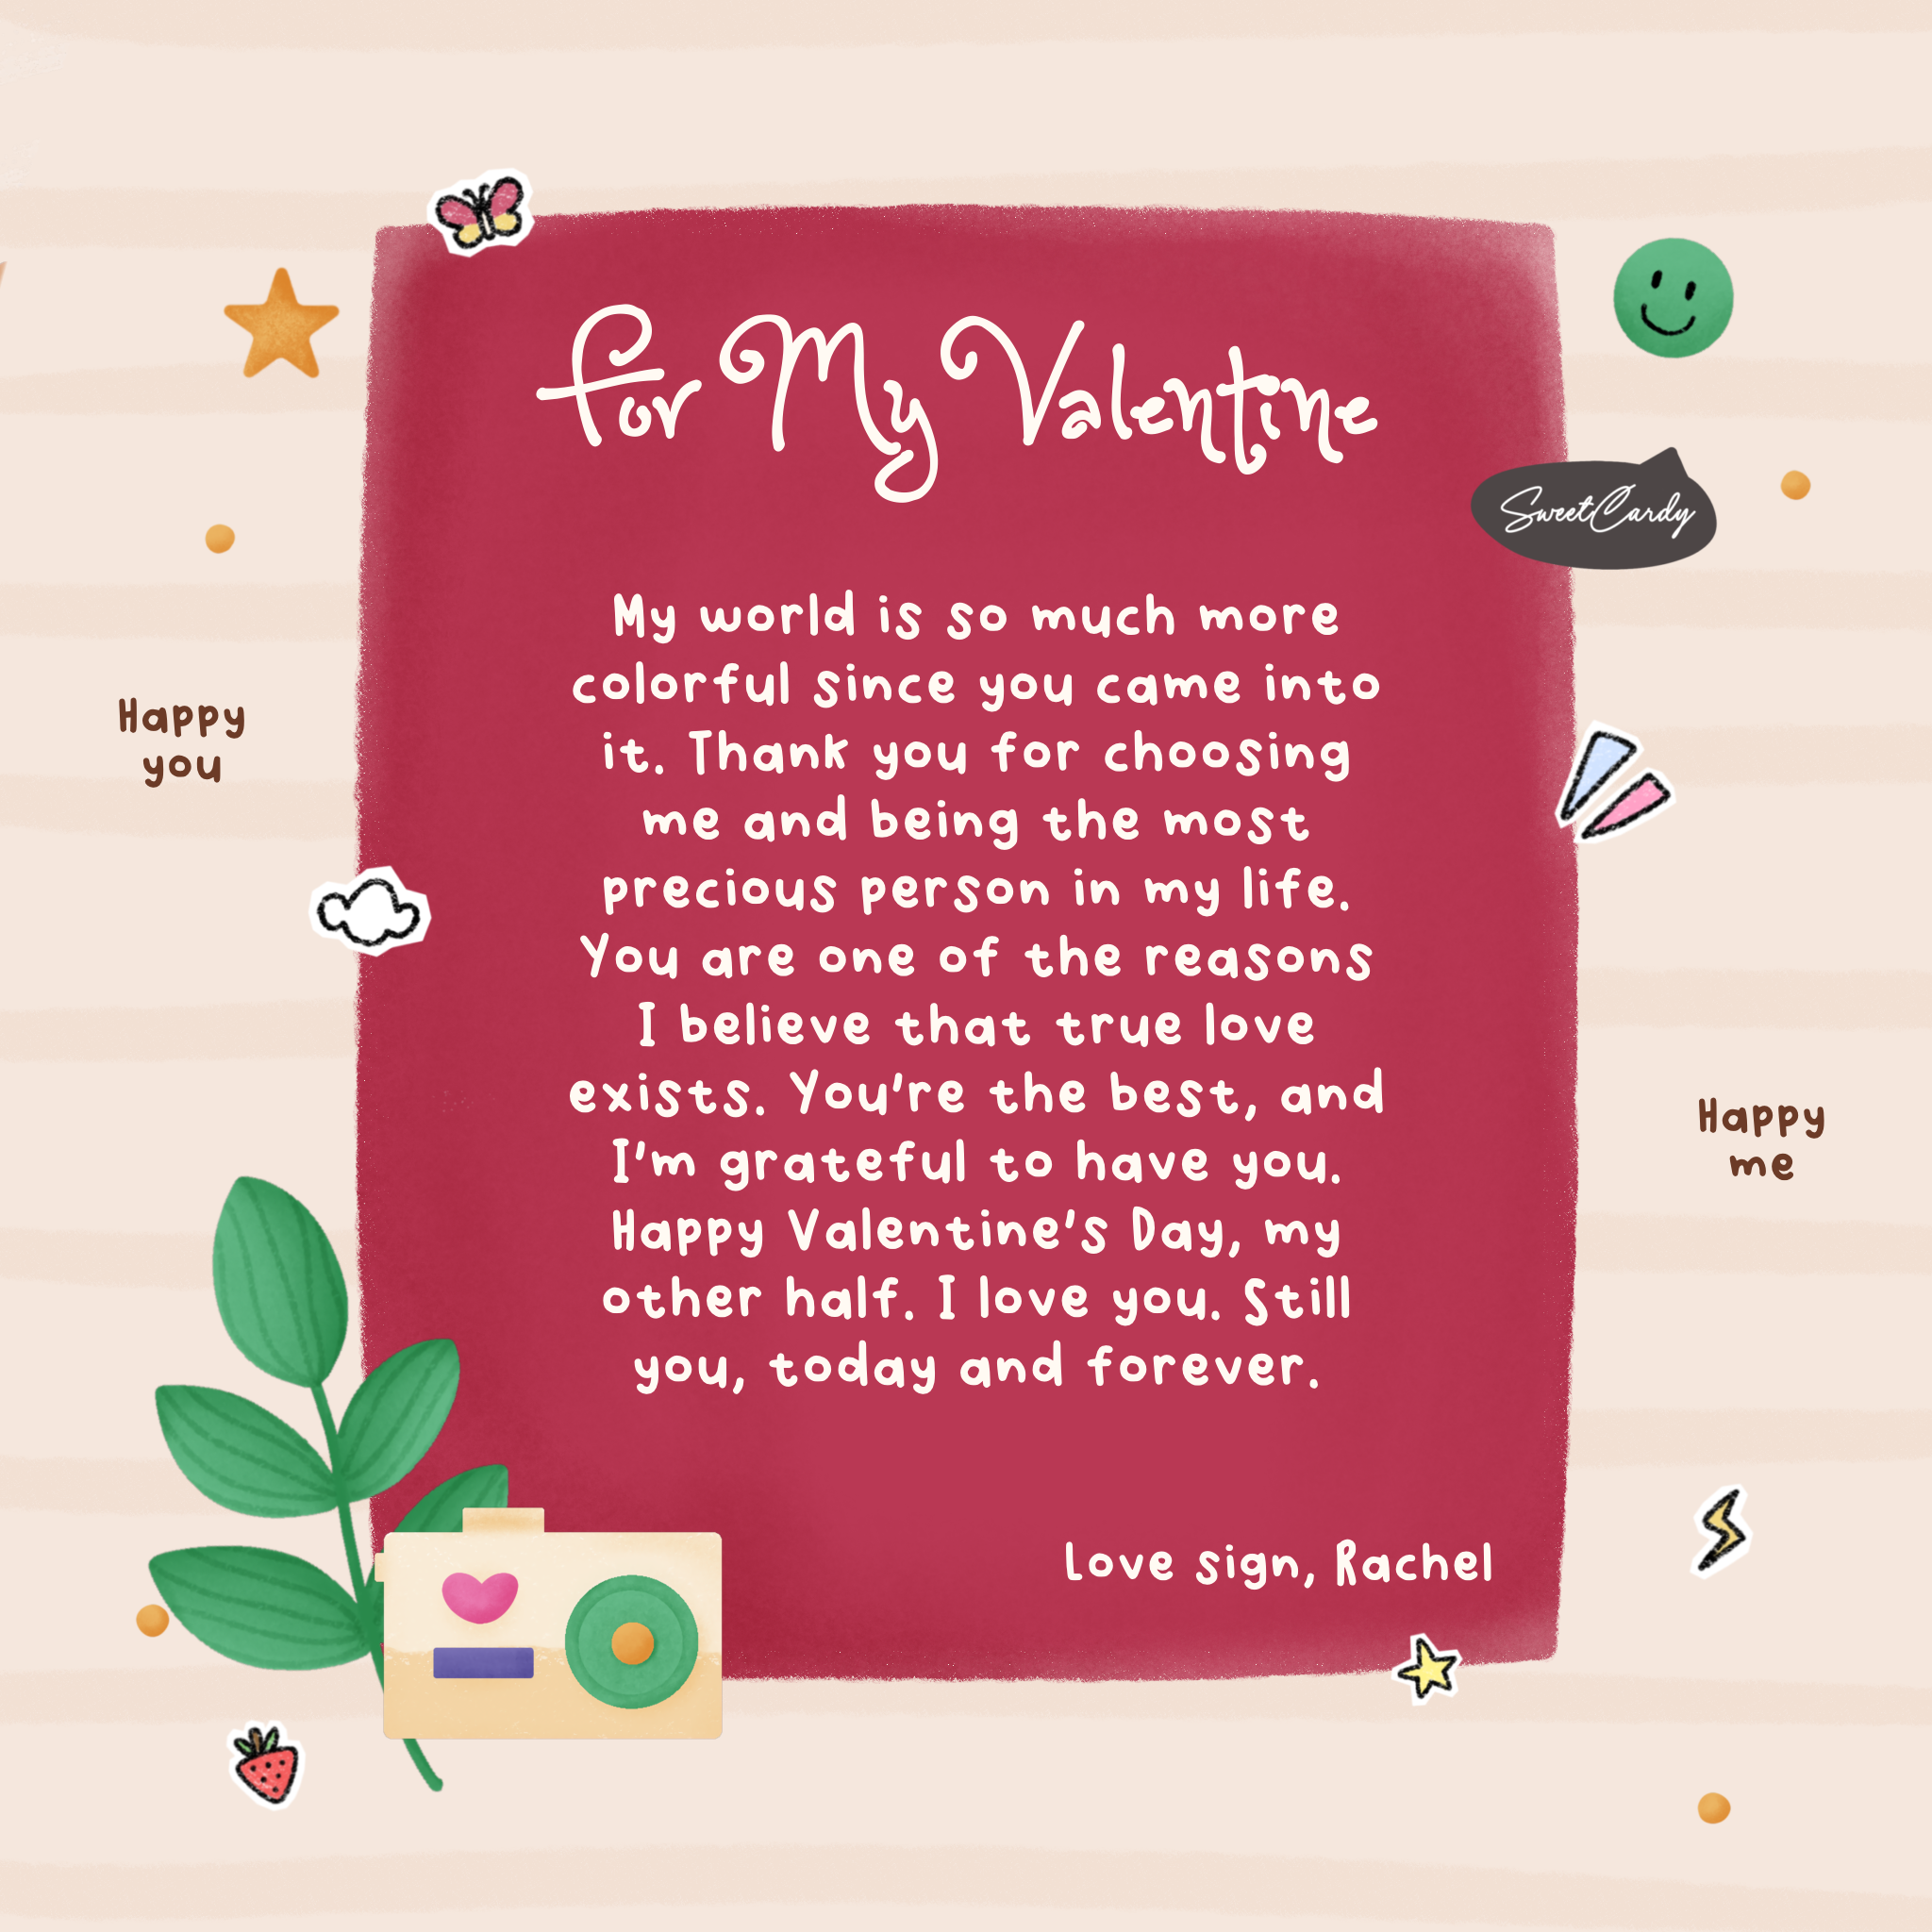 For My Valentine
SweetCardy
My world is so much more
colorful since you came into
it. Thank you for choosing
me and being the most
precious person in my life.
You are one of the reasons
I believe that true love
exists. You're the best, and
I'm grateful to have you.
Happy Valentine's Day, my
other half. I love you. Still
you, today and forever.
Happy
you
Happy
me
Love sign, Rachel